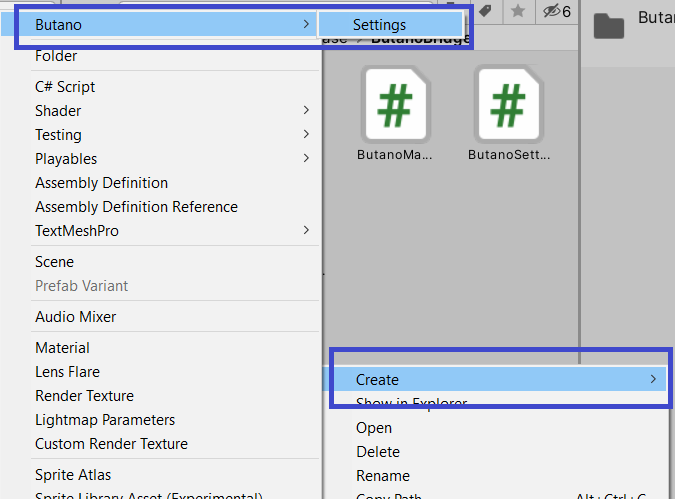 Butano
Settings
6
Butan
ButanoBridge
Folder
C# Script
Shader
Testing
Playables
Assembly Definition
Assembly Definition Reference
TextMeshPro
Scene
Prefab Variant
Audio Mixer
Material
Lens Flare
Render Texture
Lightmap Parameters
Custom Render Texture
Sprite Atlas
Sprite Library Asset (Experimental)
ButanoMa...
ButanoSett...
Create
Show in Explorer
Open
Delete
Rename
Copy Path
Alt+Ctrl+C